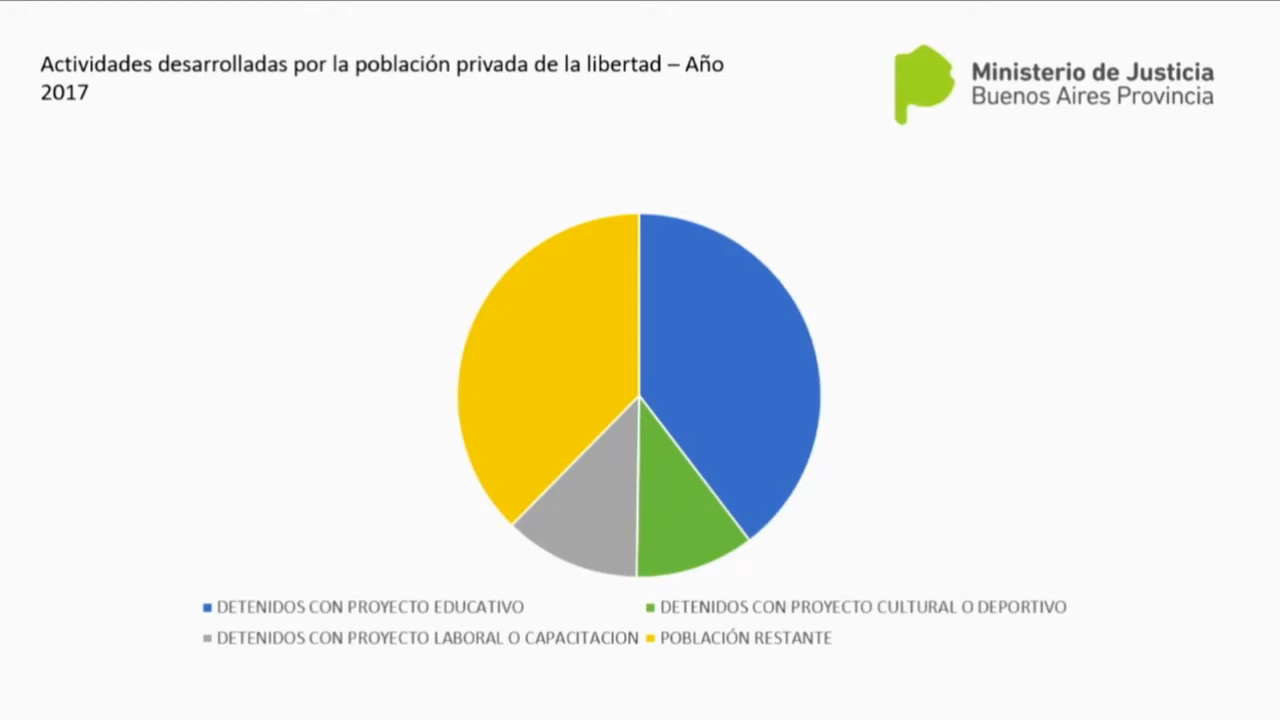 Actividades desarrolladas por la población privada de la libertad – Año
2017
Ministerio de Justicia
Buenos Aires Provincia
DETENIDOS CON PROYECTO EDUCATIVO
DETENIDOS CON PROYECTO CULTURAL O DEPORTIVO
DETENIDOS CON PROYECTO LABORAL O CAPACITACION
POBLACIÓN RESTANTE